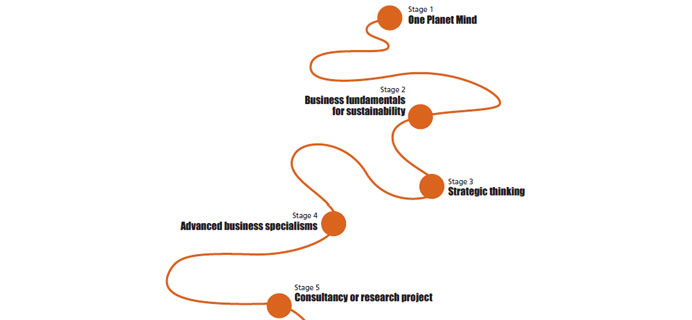 Stage 1
One Planet Mind
Stage 2
Business fundamentals
for sustainability
Stage 3
Strategic thinking
Stage 4
Advanced business specialisms
Stage 5
Consultancy or research project